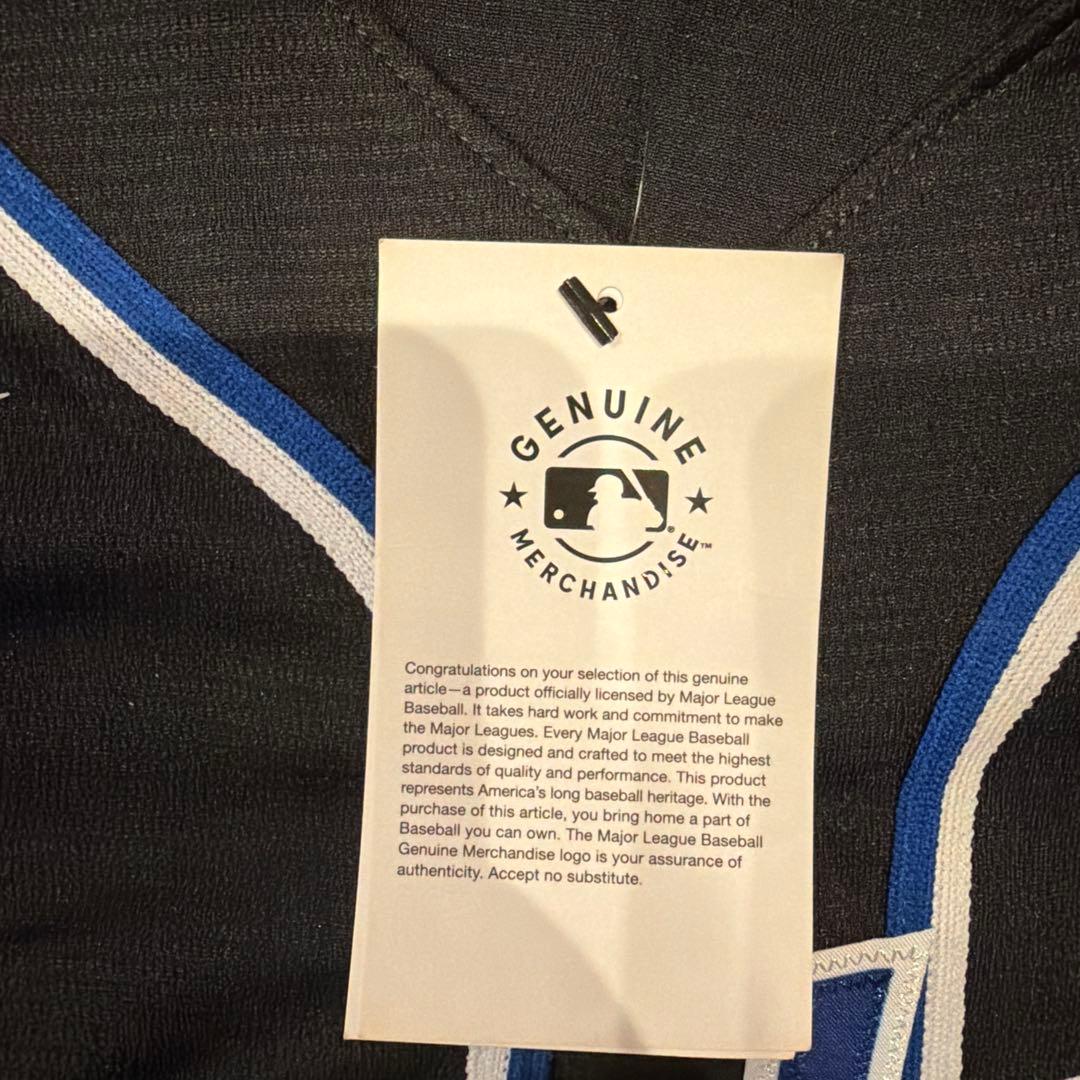 GENUINE
MERCHANDISE™
®
Congratulations on your selection of this genuine
article—a product officially licensed by Major League
Baseball. It takes hard work and commitment to make
the Major Leagues. Every Major League Baseball
product is designed and crafted to meet the highest
standards of quality and performance. This product
represents America's long baseball heritage. With the
purchase of this article, you bring home a part of
Baseball you can own. The Major League Baseball
Genuine Merchandise logo is your assurance of
authenticity. Accept no substitute.